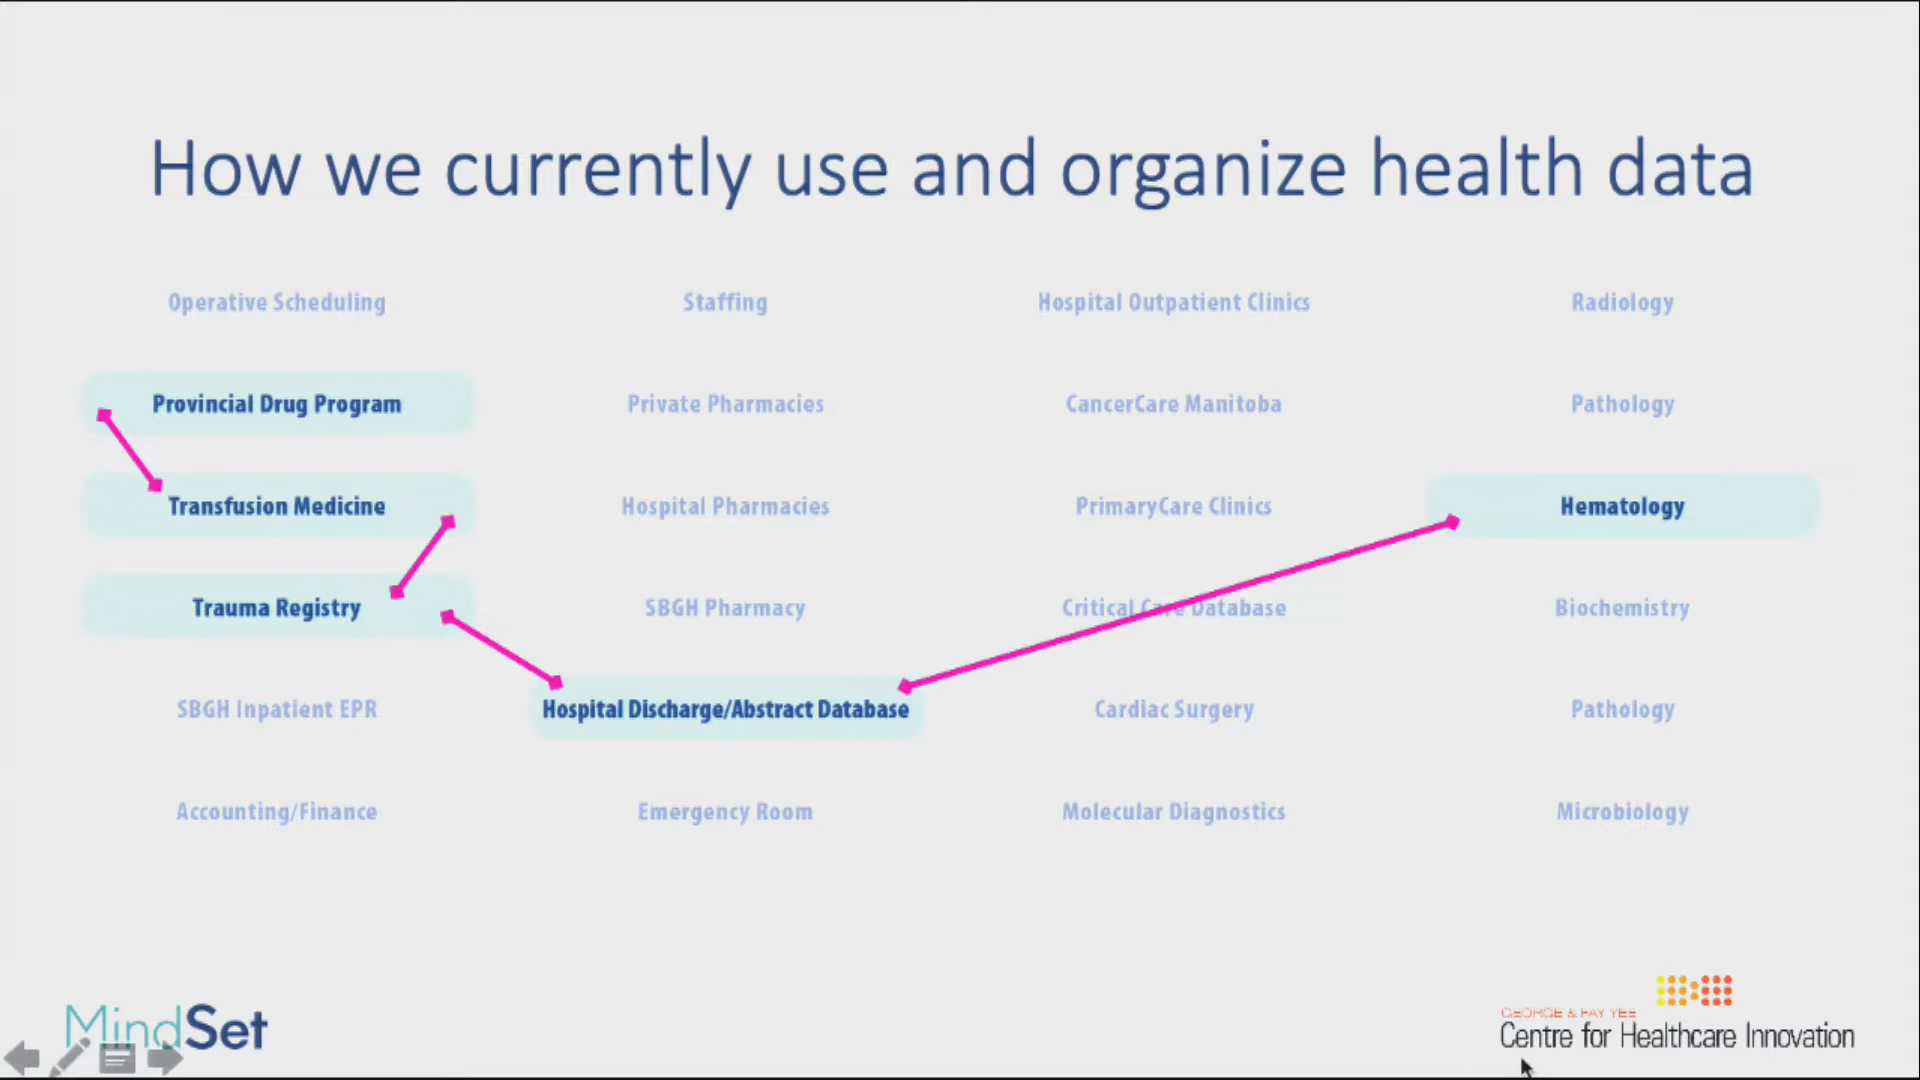 How we currently use and organize health data
Operative Scheduling
Staffing
Hospital Outpatient Clinics
Radiology
Provincial Drug Program
Private Pharmacies
CancerCare Manitoba
Pathology
Transfusion Medicine
Hospital Pharmacies
PrimaryCare Clinics
Hematology
Trauma Registry
SBGH Pharmacy
Critical Care Database
Biochemistry
SBGH Inpatient EPR
Hospital Discharge/Abstract Database
Cardiac Surgery
Pathology
Accounting/Finance
Emergency Room
Molecular Diagnostics
Microbiology
MindSet
GEORGE & FAY YEE
Centre for Healthcare Innovation